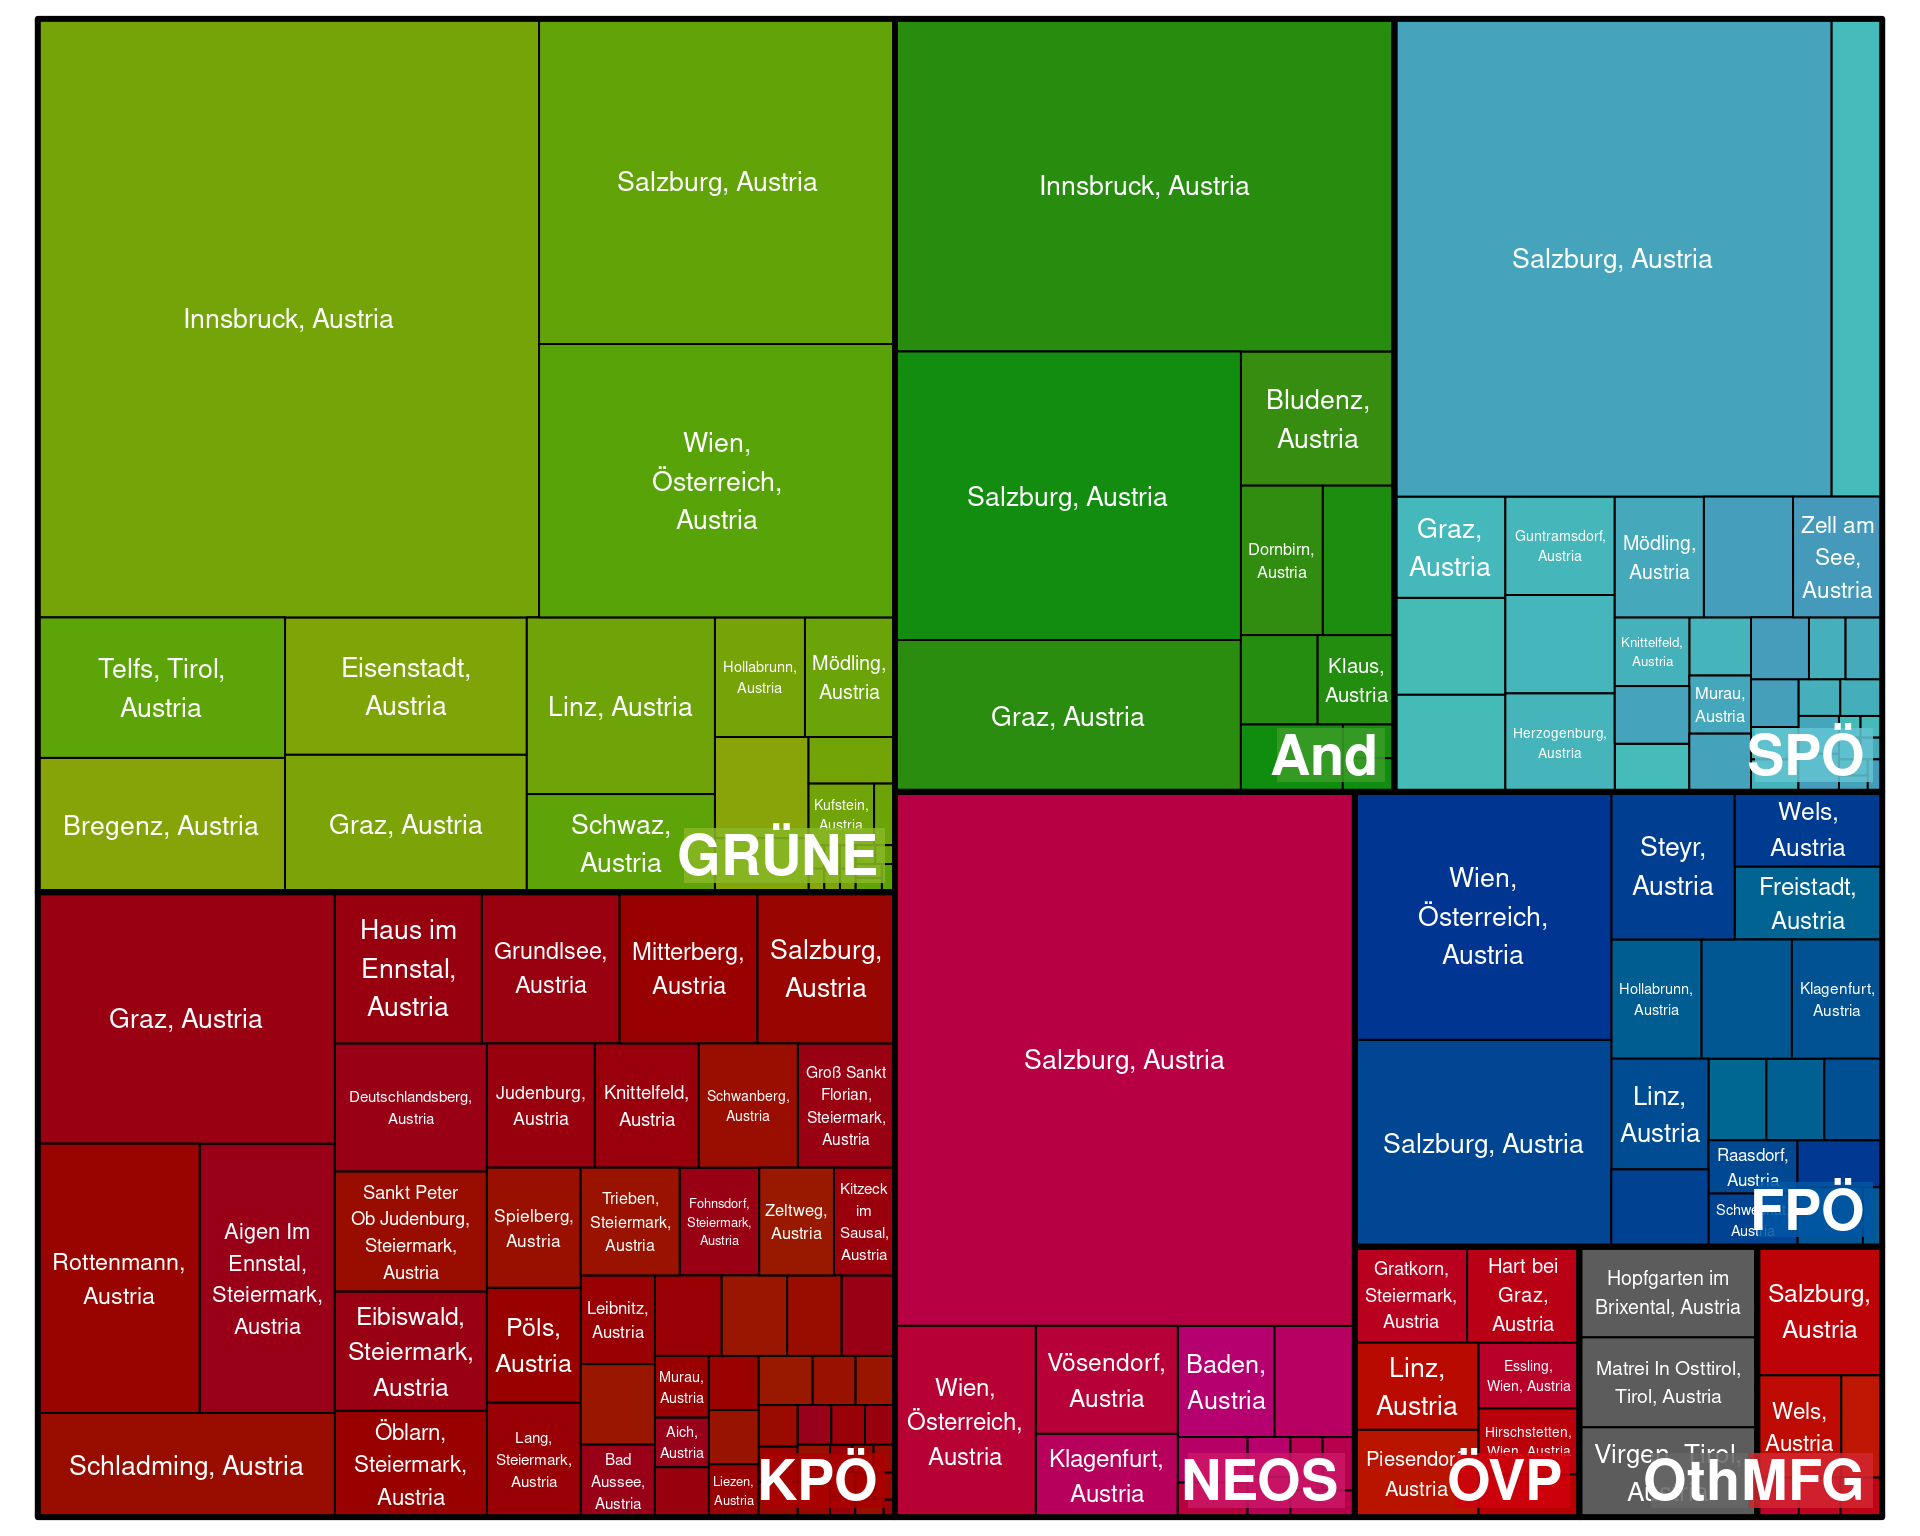 Innsbruck, Austria
Salzburg, Austria
Wien,
Österreich,
Austria
Telfs, Tirol,
Austria
Eisenstadt,
Austria
Linz, Austria
Hollabrunn,
Austria
Mödling,
Austria
Bregenz, Austria
Graz, Austria
Schwaz,
Austria
Kufstein,
Austria
GRÜNE
Innsbruck, Austria
Salzburg, Austria
Bludenz,
Austria
Dornbirn,
Austria
Klaus,
Austria
Graz, Austria
And
Salzburg, Austria
Graz,
Austria
Guntramsdorf,
Austria
Mödling,
Austria
Zell am
See,
Austria
Knittelfeld,
Austria
Murau,
Austria
Herzogenburg,
Austria
SPÖ
Graz, Austria
Haus im
Ennstal,
Austria
Grundlsee,
Austria
Mitterberg,
Austria
Salzburg,
Austria
Deutschlandsberg,
Austria
Judenburg,
Austria
Knittelfeld,
Austria
Schwanberg,
Austria
Groß Sankt
Florian,
Steiermark,
Austria
Rottenmann,
Austria
Aigen Im
Ennstal,
Steiermark,
Austria
Sankt Peter
Ob Judenburg,
Steiermark,
Austria
Spielberg,
Austria
Trieben,
Steiermark,
Austria
Fohnsdorf,
Steiermark,
Austria
Zeltweg,
Austria
Kitzeck
im
Sausal,
Austria
Eibiswald,
Steiermark,
Austria
Pöls,
Austria
Leibnitz,
Austria
Murau,
Austria
Aich,
Austria
Schladming, Austria
Öblarn,
Steiermark,
Austria
Lang,
Steiermark,
Austria
Bad
Aussee,
Austria
Liezen,
Austria
KPÖ
Salzburg, Austria
Wien,
Österreich,
Austria
Vösendorf,
Austria
Klagenfurt,
Austria
Baden,
Austria
NEOS
Wien,
Österreich,
Austria
Steyr,
Austria
Wels,
Austria
Freistadt,
Austria
Hollabrunn,
Austria
Klagenfurt,
Austria
Salzburg, Austria
Linz,
Austria
Raasdorf,
Austria
Austria
FPÖ
Gratkorn,
Steiermark,
Austria
Hart bei
Graz,
Austria
Linz,
Austria
Essling,
Wien, Austria
Hirschstetten,
Wien, Austria
Austria
ÖVP
Hopfgarten im
Brixental, Austria
Matrei In Osttirol,
Tirol, Austria
Virgen, Tirol,
Austria
Salzburg,
Austria
Wels,
Austria
OthMFG